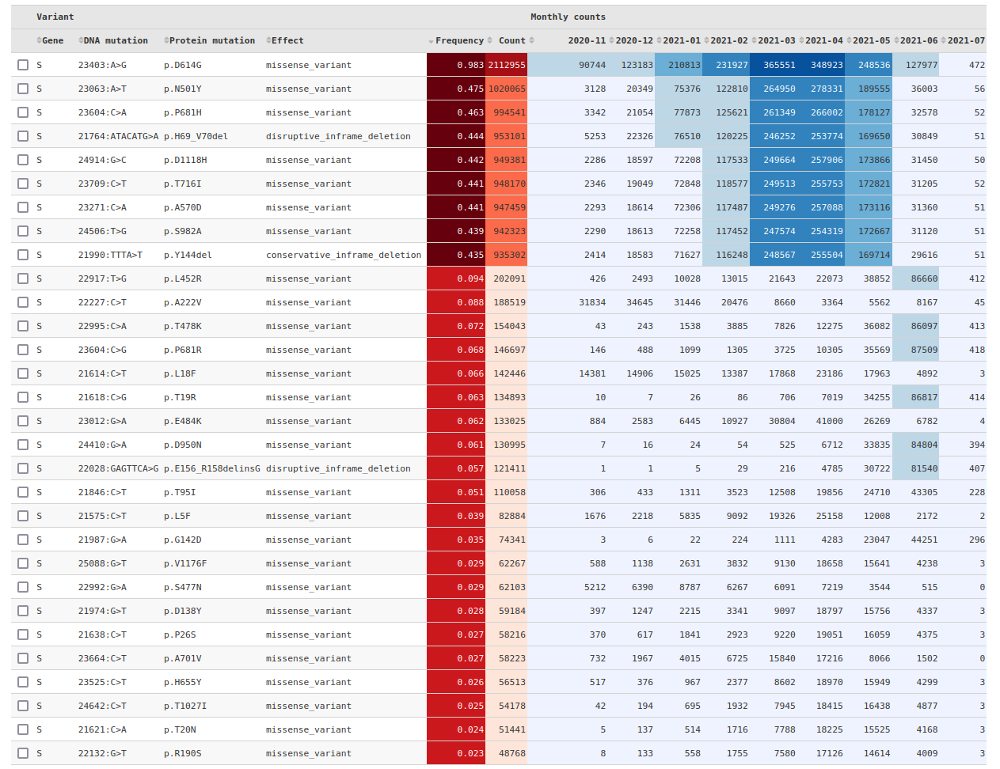 Variant Monthly counts
Gene DNA mutation Protein mutation Effect Frequency Count 2020-11 2020-12 2021-01 2021-02 2021-03 2021-04 2021-05 2021-06 2021-07
S 23403:A>G p.D614G missense_variant 0.983 2112955 90744 123183 210813 231927 365551 348923 248536 127977 472
S 23063:A>T p.N501Y missense_variant 0.475 1020065 3128 20349 75376 122810 264950 278331 189555 36003 56
S 23604:C>A p.P681H missense_variant 0.463 994541 3342 21054 77873 125621 261349 266002 178127 32578 52
S 21764:ATACATG>A p.H69_V70del disruptive_inframe_deletion 0.444 953101 5253 22326 76510 120225 246252 253774 169650 30849 51
S 24914:G>C p.D1118H missense_variant 0.442 949381 2286 18597 72208 117533 249664 257906 173866 31450 50
S 23709:C>T p.T716I missense_variant 0.441 948170 2346 19049 72848 118577 249513 255753 172821 31205 52
S 23271:C>A p.A570D missense_variant 0.441 947459 2293 18614 72306 117487 249276 257088 173116 31360 51
S 24506:T>G p.S982A missense_variant 0.439 942323 2290 18613 72258 117452 247574 254319 172667 31120 51
S 21990:TTTA>T p.Y144del conservative_inframe_deletion 0.435 935302 2414 18583 71627 116248 248567 255504 169714 29616 51
S 22917:T>G p.L452R missense_variant 0.094 202091 426 2493 10028 13015 21643 22073 38852 86660 412
S 22227:C>T p.A222V missense_variant 0.088 188519 31834 34645 31446 20476 8660 3364 5562 8167 45
S 22995:C>A p.T478K missense_variant 0.072 154043 43 243 1538 3885 7826 12275 36082 86097 413
S 23604:C>G p.P681R missense_variant 0.068 146697 146 488 1099 1305 3725 10305 35569 87509 418
S 21614:C>T p.L18F missense_variant 0.066 142446 14381 14906 15025 13387 17868 23186 17963 4892 3
S 21618:C>G p.T19R missense_variant 0.063 134893 10 7 26 86 706 7019 34255 86817 414
S 23012:G>A p.E484K missense_variant 0.062 133025 884 2583 6445 10927 30804 41000 26269 6782 4
S 24410:G>A p.D950N missense_variant 0.061 130995 7 16 24 54 525 6712 33835 84804 394
S 22028:GAGTTCA>G p.E156_R158delinsG disruptive_inframe_deletion 0.057 121411 1 1 5 29 216 4785 30722 81540 407
S 21846:C>T p.T95I missense_variant 0.051 110058 306 433 1311 3523 12508 19856 24710 43305 228
S 21575:C>T p.L5F missense_variant 0.039 82884 1676 2218 5835 9092 19326 25158 12008 2172 2
S 21987:G>A p.G142D missense_variant 0.035 74341 3 6 22 224 1111 4283 23047 44251 296
S 25088:G>T p.V1176F missense_variant 0.029 62267 588 1138 2631 3832 9130 18658 15641 4238 3
S 22992:G>A p.S477N missense_variant 0.029 62103 5212 6390 8787 6267 6091 7219 3544 515 0
S 21974:G>T p.D138Y missense_variant 0.028 59184 397 1247 2215 3341 9097 18797 15756 4337 3
S 21638:C>T p.P26S missense_variant 0.027 58216 370 617 1841 2923 9220 19051 16059 4375 3
S 23664:C>T p.A701V missense_variant 0.027 58223 732 1967 4015 6725 15840 17216 8066 1502 0
S 23525:C>T p.H655Y missense_variant 0.026 56513 517 376 967 2377 8602 18970 15949 4299 3
S 24642:C>T p.T1027I missense_variant 0.025 54178 42 194 695 1932 7945 18415 16438 4877 3
S 21621:C>A p.T20N missense_variant 0.024 51441 5 137 514 1716 7788 18225 15525 4168 3
S 22132:G>T p.R190S missense_variant 0.023 48768 8 133 558 1755 7580 17126 14614 4009 3